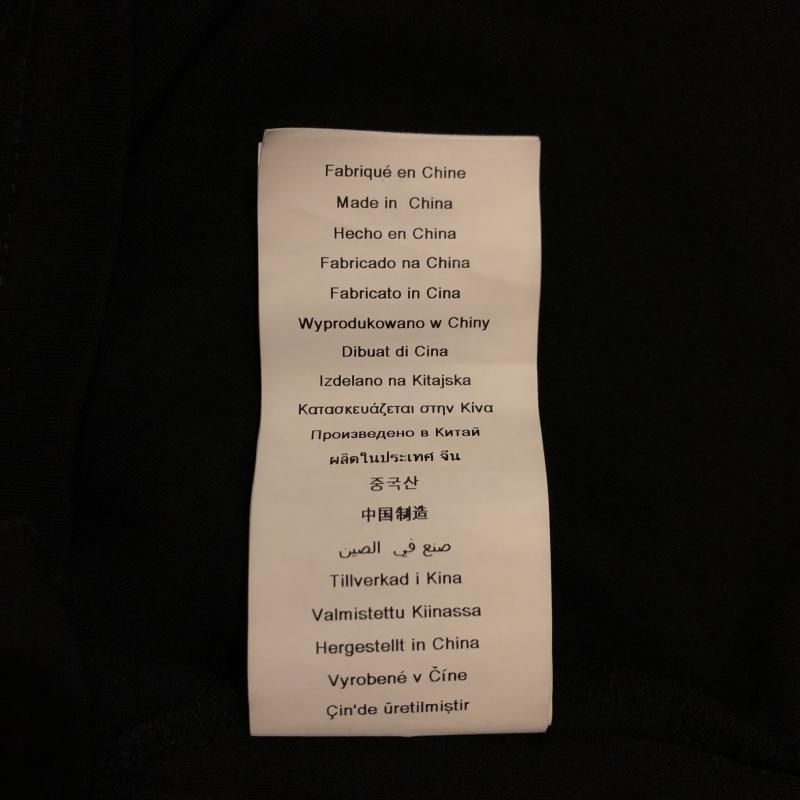 Fabriqué en Chine
Made in China
Hecho en China
Fabricado na China
Fabricato in Cina
Wyprodukowano w Chiny
Dibuat di Cina
Izdelano na Kitajska
Κατασκευάζεται στην Κίνα
Произведено в Китай
ผลิตในประเทศ จีน
중국산
中国制造
صنع في الصين
Tillverkad i Kina
Valmistettu Kiinassa
Hergestellt in China
Vyrobené v Číne
Çin'de üretilmiştir